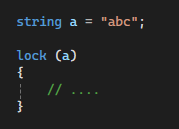 string a = "abc";
lock (a)
{
// ....
}